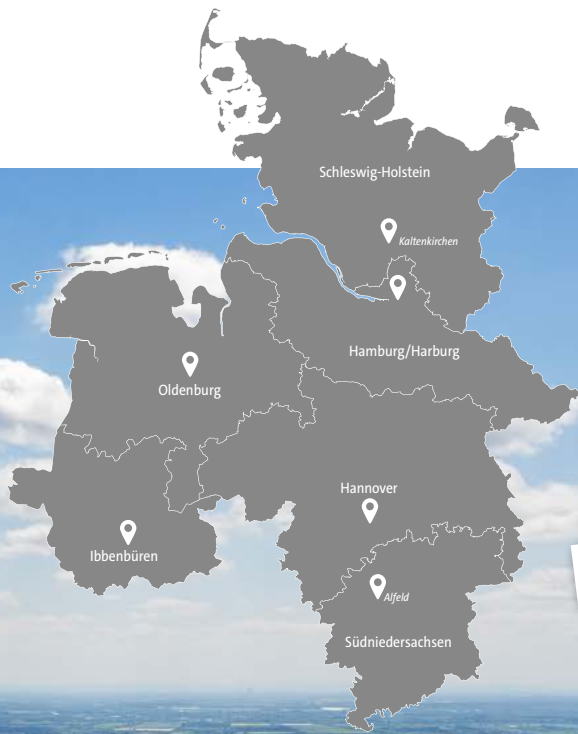 Schleswig-Holstein
Kaltenkirchen
Hamburg/Harburg
Oldenburg
Hannover
Ibbenbüren
Alfeld
Südniedersachsen